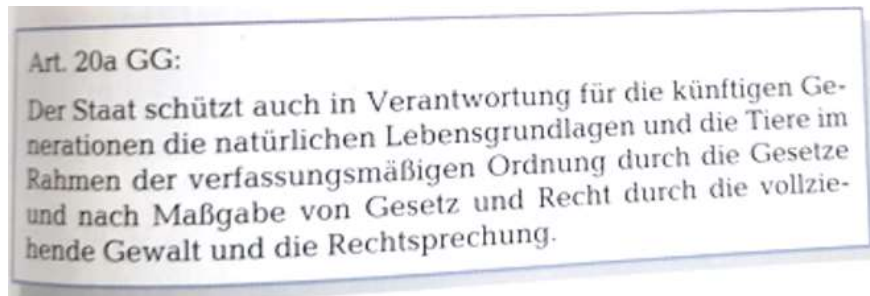 Art. 20a GG:
Der Staat schützt auch in Verantwortung für die künftigen Ge-
nerationen die natürlichen Lebensgrundlagen und die Tiere im
Rahmen der verfassungsmäßigen Ordnung durch die Gesetze
und nach Maßgabe von Gesetz und Recht durch die vollzie-
hende Gewalt und die Rechtsprechung.